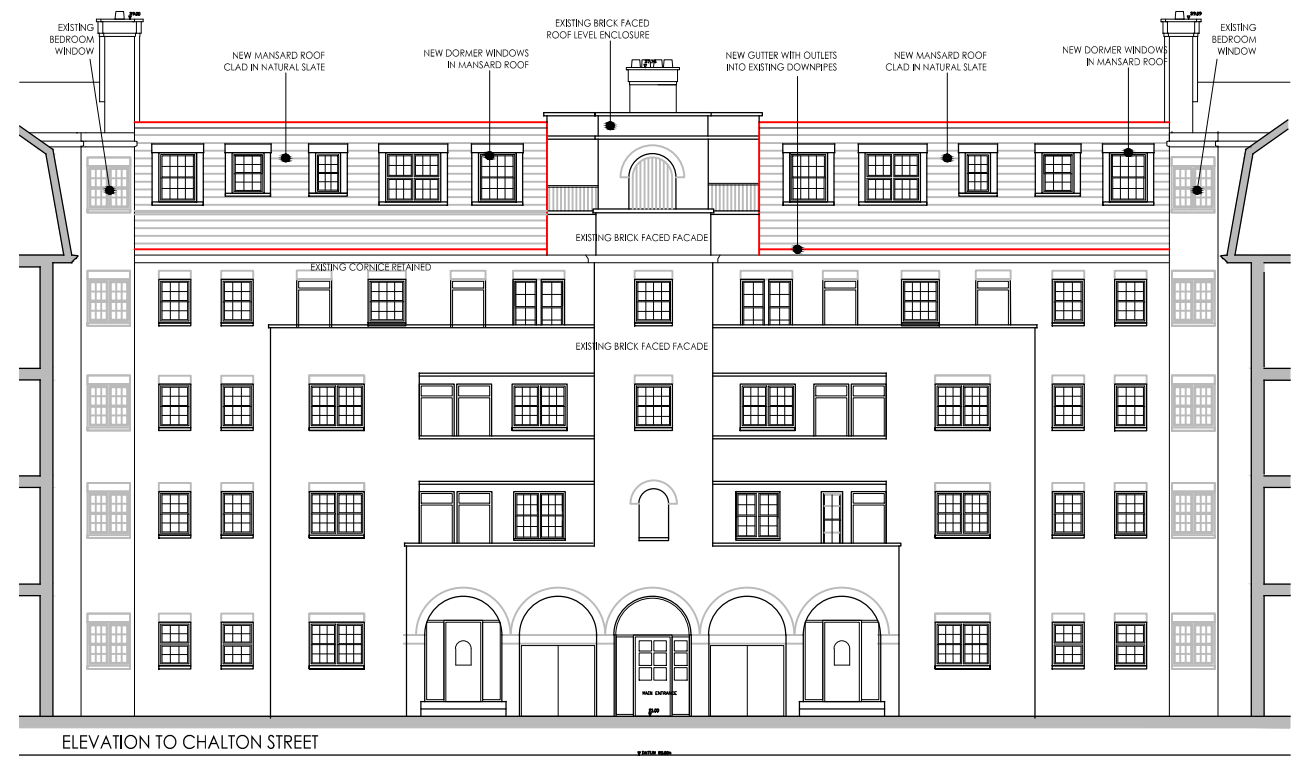 EXISTING
BEDROOM
WINDOW
NEW MANSARD ROOF
CLAD IN NATURAL SLATE
NEW DORMER WINDOWS
IN MANSARD ROOF
EXISTING BRICK FACED
ROOF LEVEL ENCLOSURE
NEW GUTTER WITH OUTLETS
INTO EXISTING DOWNPIPES
NEW MANSARD ROOF
CLAD IN NATURAL SLATE
NEW DORMER WINDOWS
IN MANSARD ROOF
EXISTING
BEDROOM
WINDOW
EXISTING BRICK FACED FACADE
EXISTING CORNICE RETAINED
EXISTING BRICK FACED FACADE
MAIN ENTRANCE
ELEVATION TO CHALTON STREET